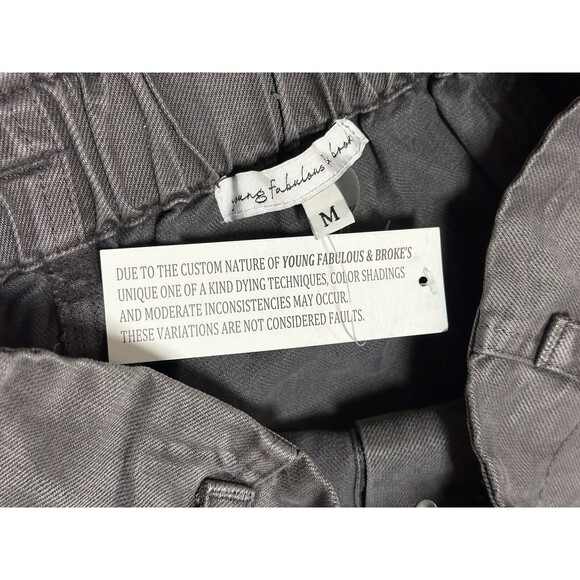 young fabulous & broke
M
DUE TO THE CUSTOM NATURE OF YOUNG FABULOUS & BROKE'S
UNIQUE ONE OF A KIND DYING TECHNIQUES, COLOR SHADINGS
AND MODERATE INCONSISTENCIES MAY OCCUR.
THESE VARIATIONS ARE NOT CONSIDERED FAULTS.